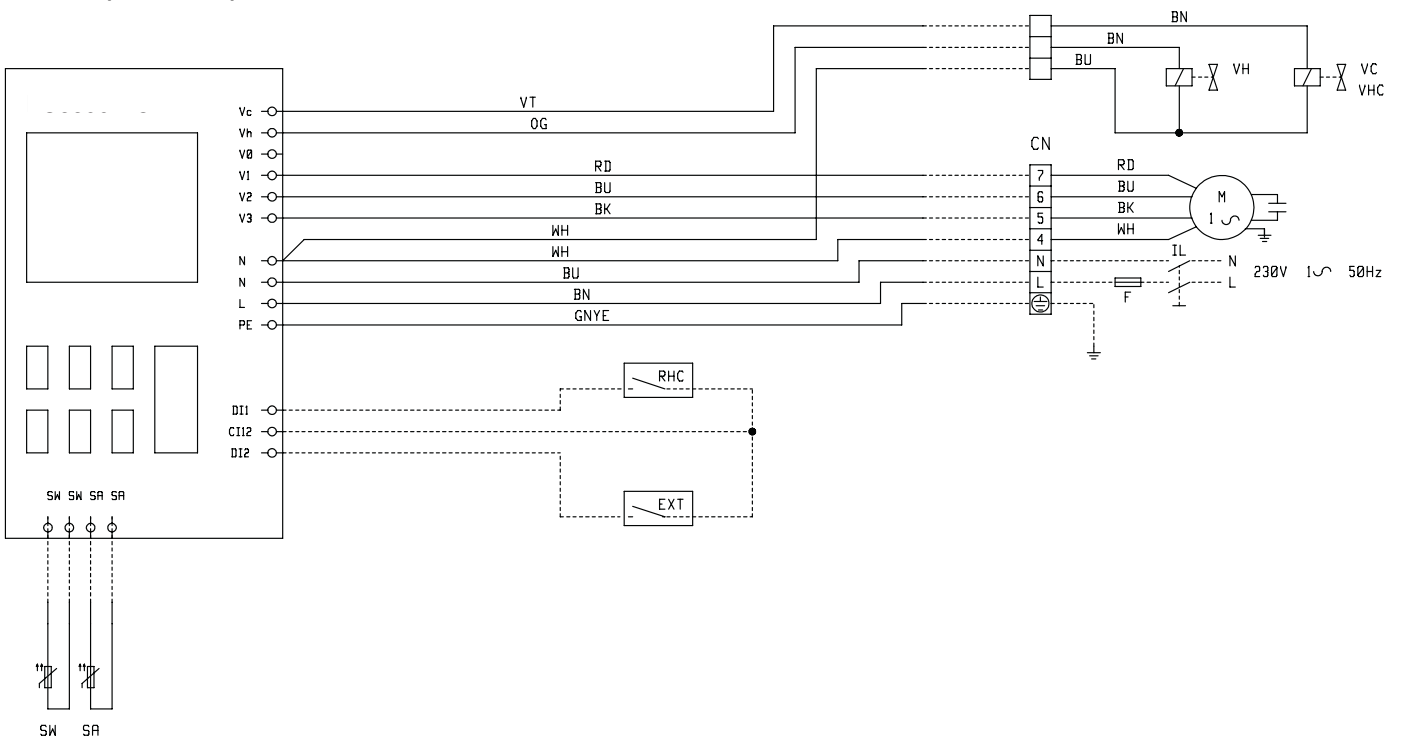 BN
BN
BU
VH
VC
VHC
Vc
VT
Vh
OG
CN
V0
V1
RD
7
RD
V2
BU
6
BU
M
V3
BK
5
BK
1
WH
4
WH
N
WH
N
IL
N
N
BU
L
F
L
230V 1 50Hz
L
BN
PE
GNYE
RHC
DI1
CI12
DI2
EXT
SW SW SA SA
SW SA